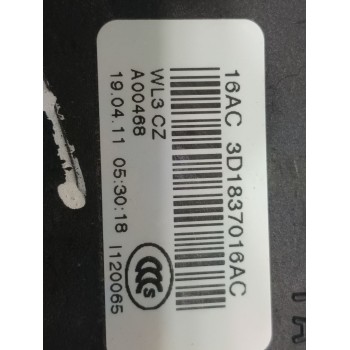 16AC 3D1837016AC
WL3 CZ
A00468
19.04.11 05:30:18 I120065
CCC S